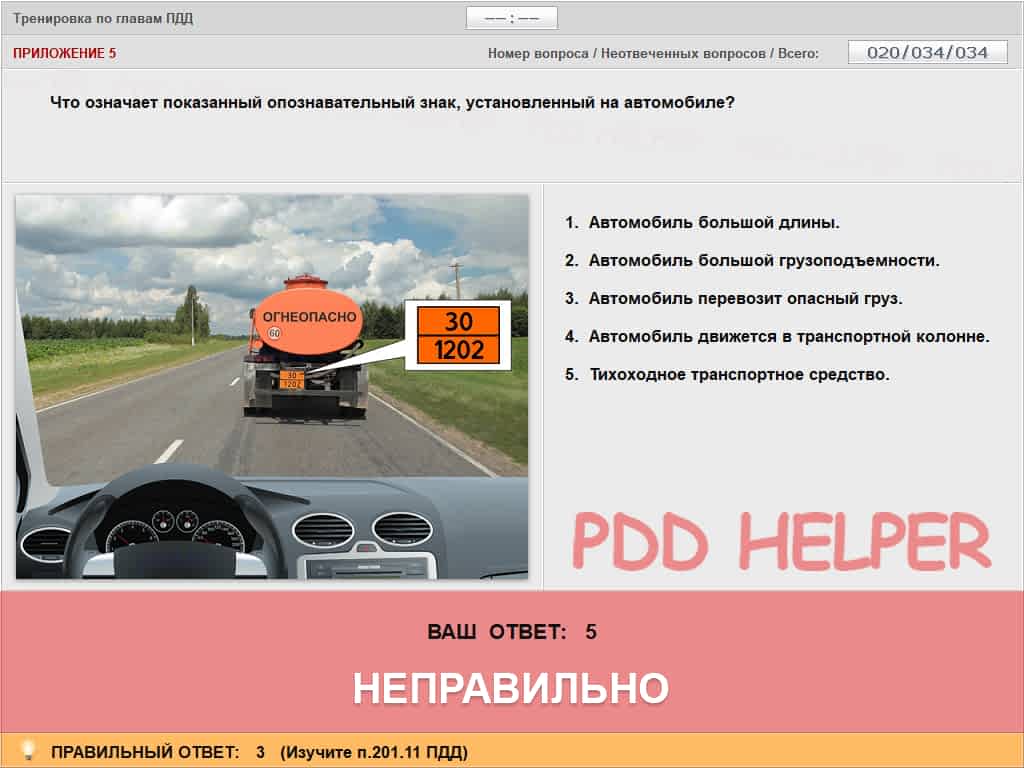 Тренировка по главам ПДД
—— : ——
ПРИЛОЖЕНИЕ 5
Номер вопроса / Неотвеченных вопросов / Всего:
020/034/034
Что означает показанный опознавательный знак, установленный на автомобиле?
1. Автомобиль большой длины.
2. Автомобиль большой грузоподъемности.
3. Автомобиль перевозит опасный груз.
4. Автомобиль движется в транспортной колонне.
5. Тихоходное транспортное средство.
ОГНЕОПАСНО
60
30
1202
30
1202
PDD HELPER
ВАШ ОТВЕТ: 5
НЕПРАВИЛЬНО
ПРАВИЛЬНЫЙ ОТВЕТ: 3 (Изучите п.201.11 ПДД)